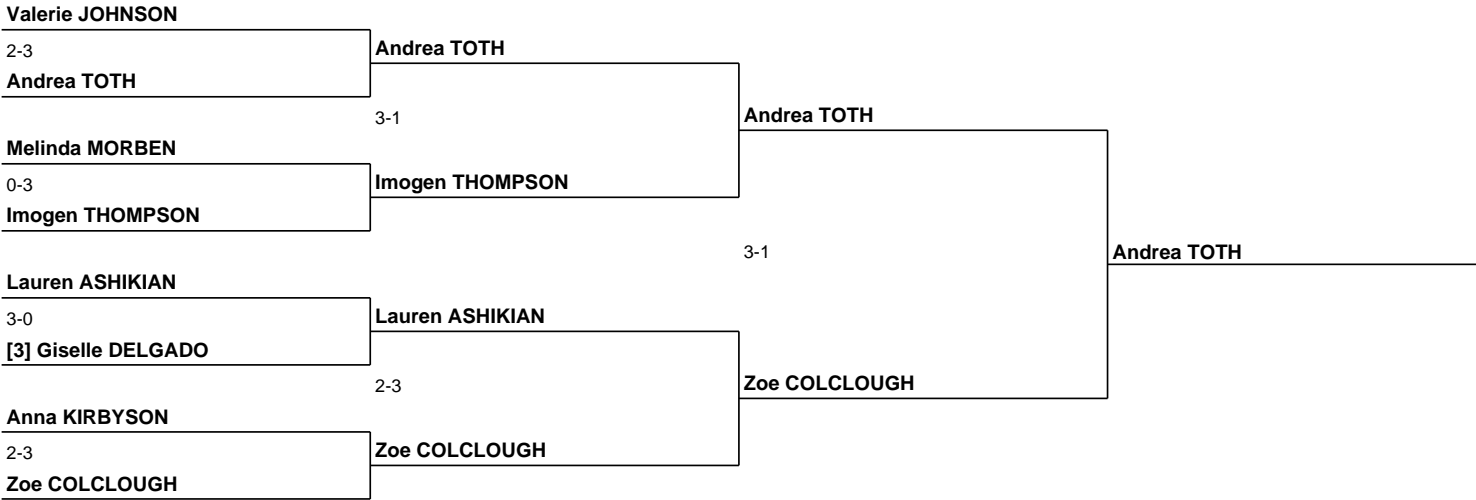 Valerie JOHNSON
2-3
Andrea TOTH
Andrea TOTH
3-1
Andrea TOTH
Melinda MORBEN
0-3
Imogen THOMPSON
Imogen THOMPSON
3-1
Andrea TOTH
Lauren ASHIKIAN
3-0
Lauren ASHIKIAN
[3] Giselle DELGADO
2-3
Zoe COLCLOUGH
Anna KIRBYSON
2-3
Zoe COLCLOUGH
Zoe COLCLOUGH